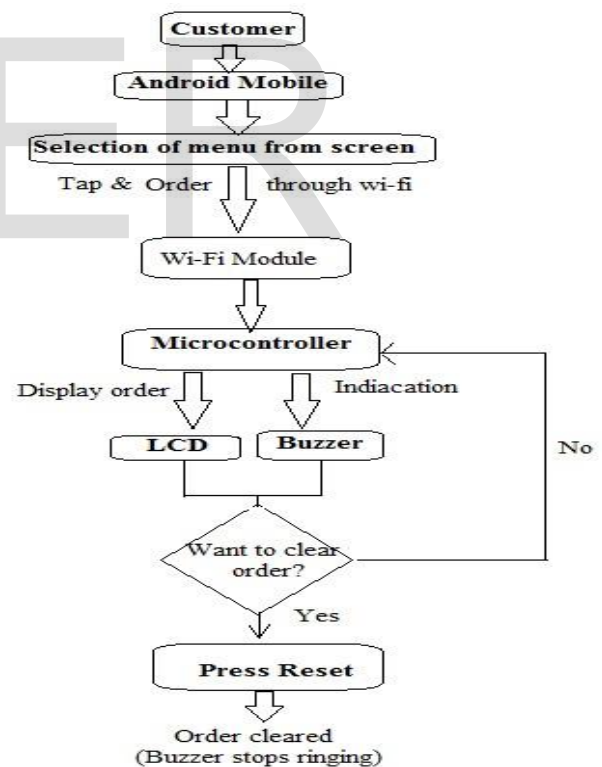 Customer
Android Mobile
Selection of menu from screen
Tap & Order through wi-fi
Wi-Fi Module
Microcontroller
Display order
Indiacation
LCD
Buzzer
No
Want to clear
order?
Yes
Press Reset
Order cleared
(Buzzer stops ringing)
ER